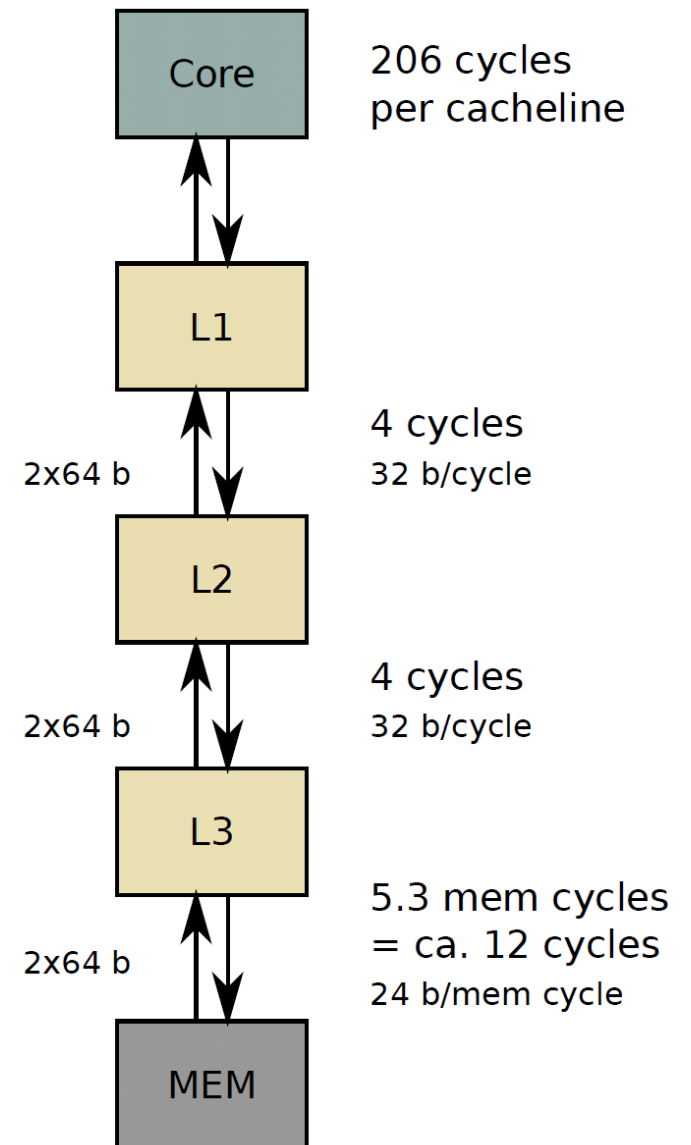 Core
206 cycles
per cacheline
L1
4 cycles
2x64 b
32 b/cycle
L2
4 cycles
2x64 b
32 b/cycle
L3
5.3 mem cycles
= ca. 12 cycles
2x64 b
24 b/mem cycle
MEM